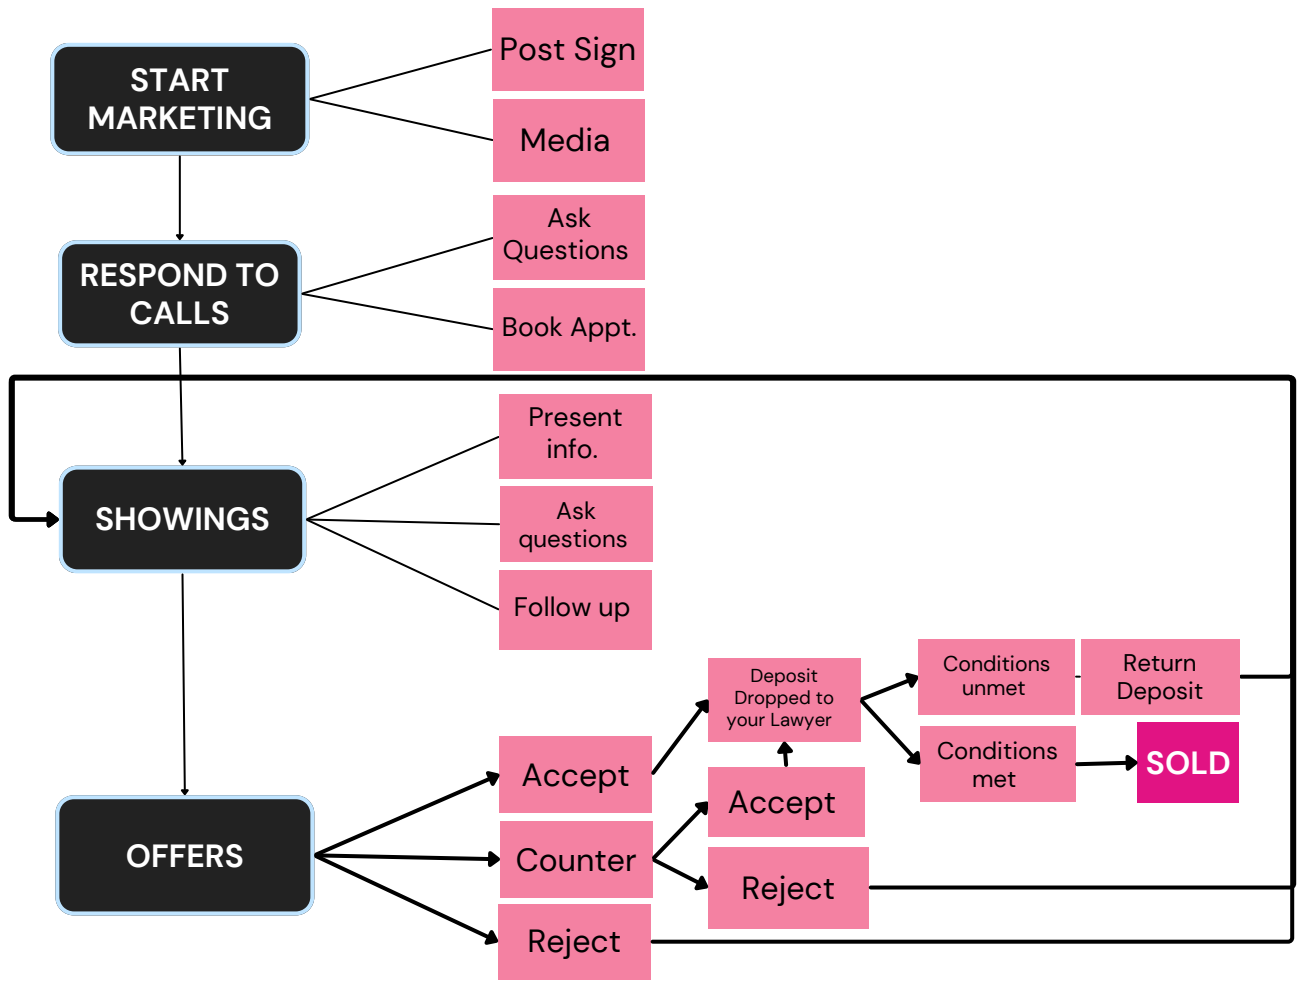 START
MARKETING
Post Sign
Media
RESPOND TO
CALLS
Ask
Questions
Book Appt.
SHOWINGS
Present
info.
Ask
questions
Follow up
OFFERS
Accept
Counter
Reject
Deposit
Dropped to
your Lawyer
Accept
Reject
Conditions
unmet
Return
Deposit
Conditions
met
SOLD